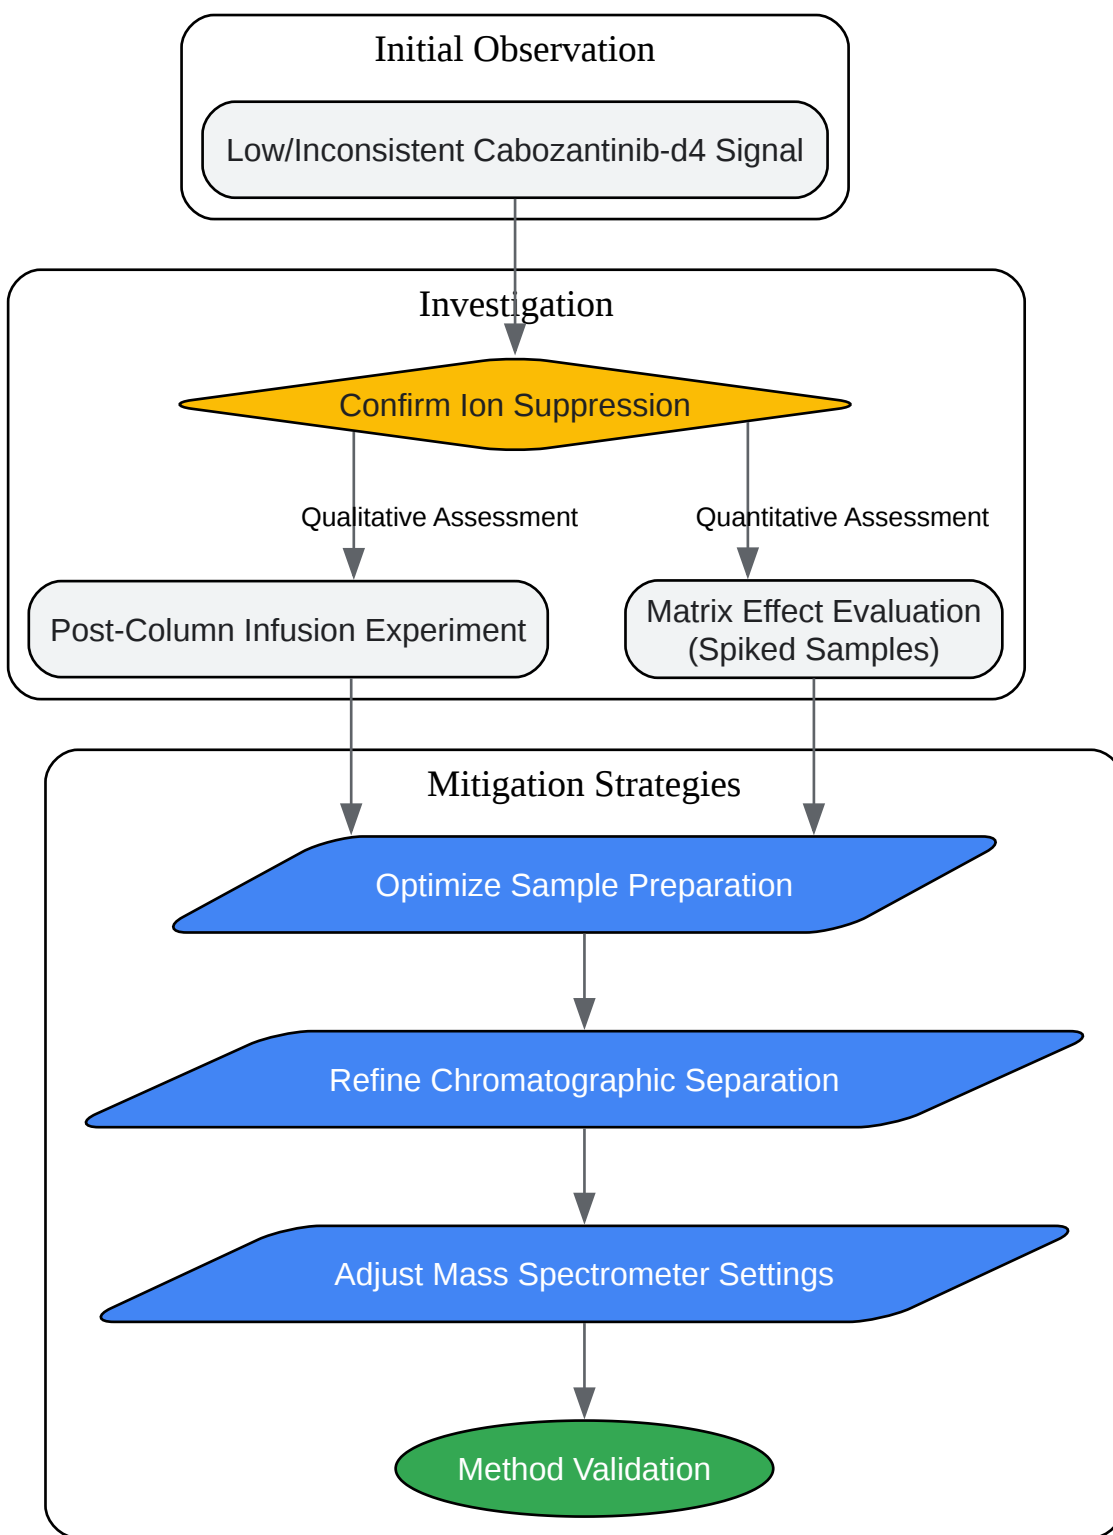 Initial Observation
Low/Inconsistent Cabozantinib-d4 Signal
Investigation
Confirm Ion Suppression
Qualitative Assessment
Quantitative Assessment
Post-Column Infusion Experiment
Matrix Effect Evaluation
(Spiked Samples)
Mitigation Strategies
Optimize Sample Preparation
Refine Chromatographic Separation
Adjust Mass Spectrometer Settings
Method Validation